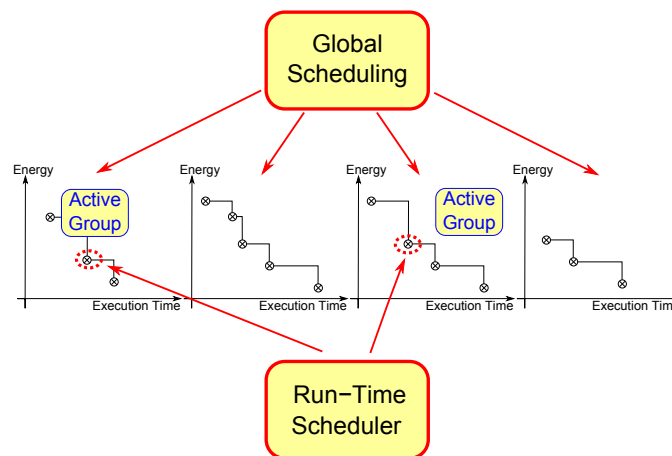 Global
Scheduling
Energy
Active
Group
Execution Time
Energy
Execution Time
Energy
Active
Group
Execution Time
Energy
Execution Time
Run−Time
Scheduler